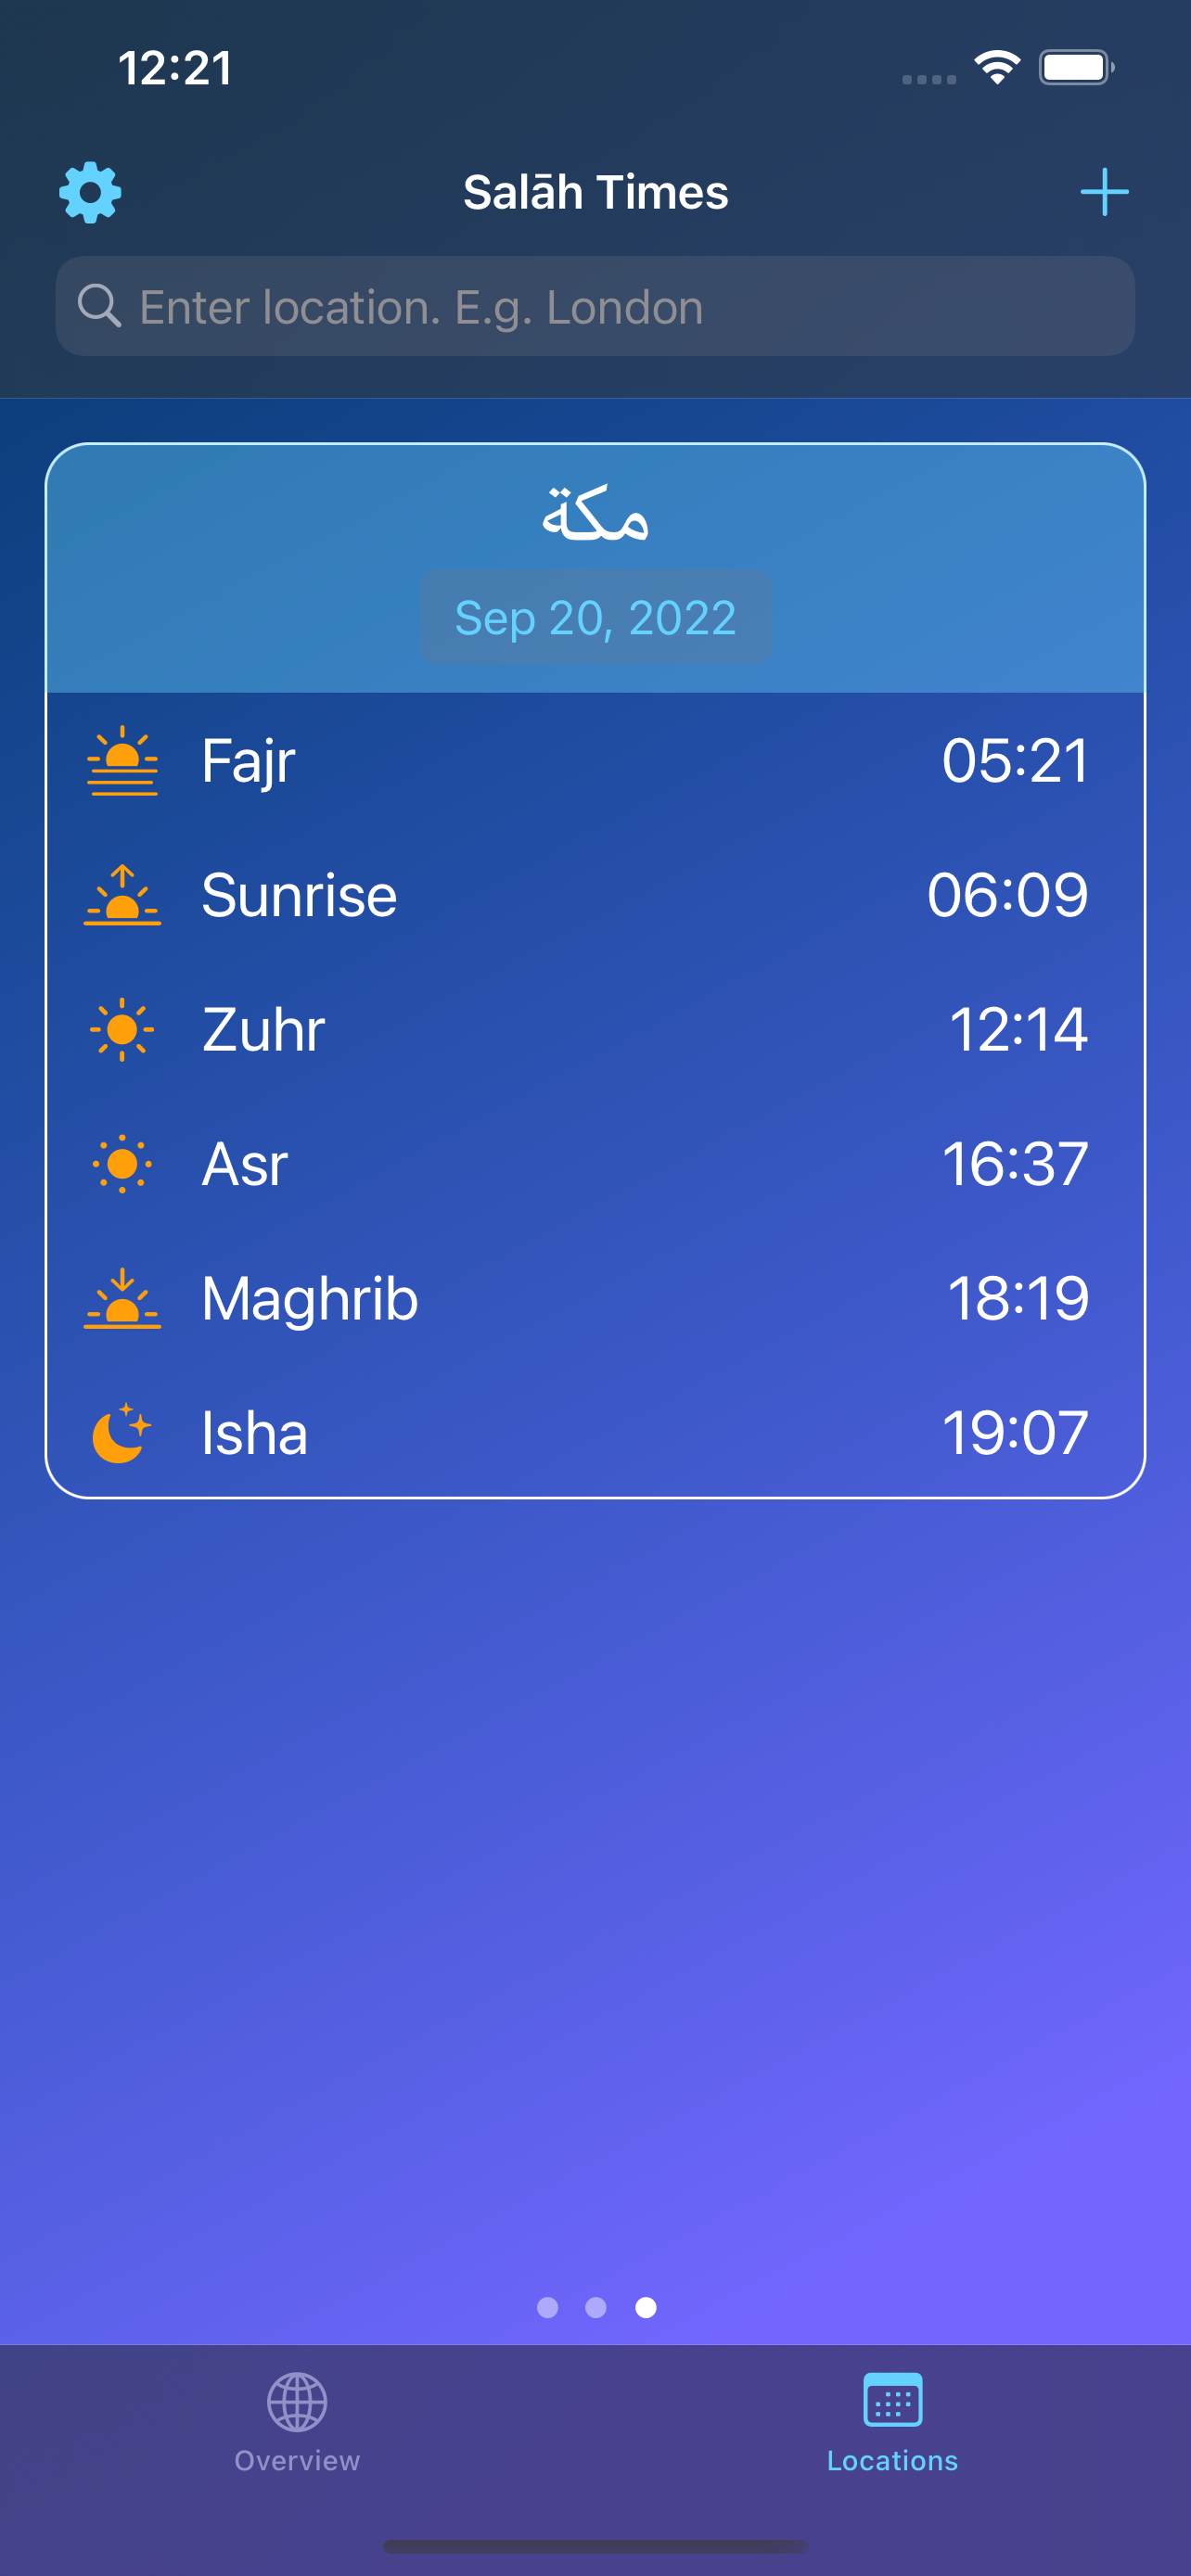 12:21
Salāh Times
Enter location. E.g. London
مكة
Sep 20, 2022
Fajr 05:21
Sunrise 06:09
Zuhr 12:14
Asr 16:37
Maghrib 18:19
Isha 19:07
Overview Locations